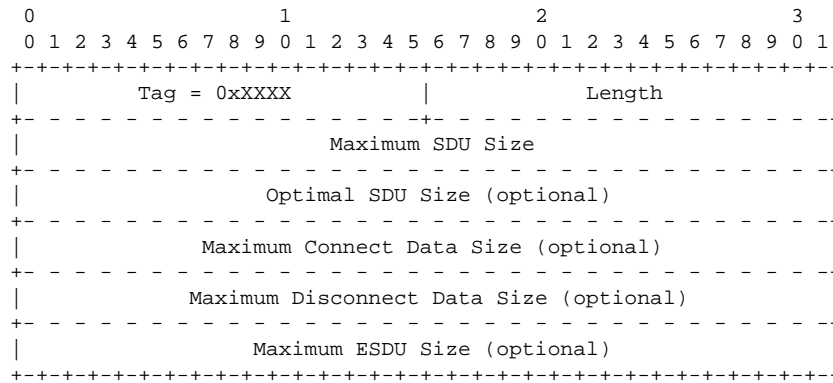 0                   1                   2                   3
 0 1 2 3 4 5 6 7 8 9 0 1 2 3 4 5 6 7 8 9 0 1 2 3 4 5 6 7 8 9 0 1
+-+-+-+-+-+-+-+-+-+-+-+-+-+-+-+-+-+-+-+-+-+-+-+-+-+-+-+-+-+-+-+-
|         Tag = 0xXXXX          |            Length
+- - - - - - - - - - - - - - - -+- - - - - - - - - - - - - - - -
|                        Maximum SDU Size
+- - - - - - - - - - - - - - - - - - - - - - - - - - - - - - - -
|                   Optimal SDU Size (optional)
+- - - - - - - - - - - - - - - - - - - - - - - - - - - - - - - -
|              Maximum Connect Data Size (optional)
+- - - - - - - - - - - - - - - - - - - - - - - - - - - - - - - -
|             Maximum Disconnect Data Size (optional)
+- - - - - - - - - - - - - - - - - - - - - - - - - - - - - - - -
|                  Maximum ESDU Size (optional)
+-+-+-+-+-+-+-+-+-+-+-+-+-+-+-+-+-+-+-+-+-+-+-+-+-+-+-+-+-+-+-+-